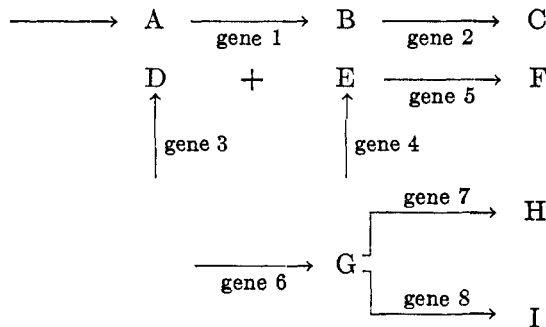 A B C
gene 1 gene 2
D + E F
gene 5
gene 3 gene 4
gene 7
H
G
gene 6
gene 8
I